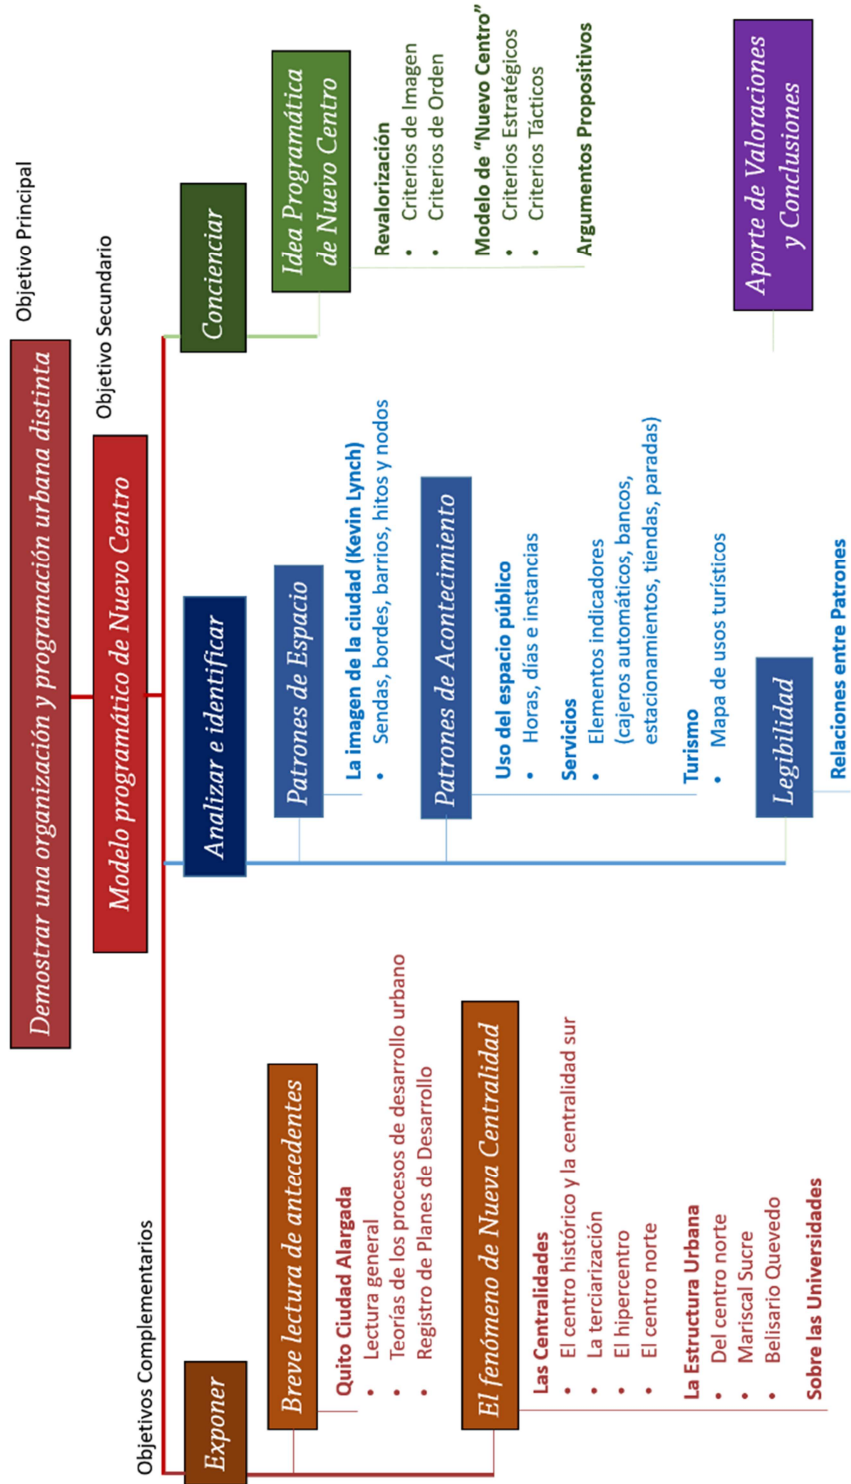 Demostrar una organización y programación urbana distinta
Objetivo Principal
Modelo programático de Nuevo Centro
Objetivo Secundario
Objetivos Complementarios
Exponer
Breve lectura de antecedentes
Quito Ciudad Alargada
• Lectura general
• Teorías de los procesos de desarrollo urbano
• Registro de Planes de Desarrollo
El fenómeno de Nueva Centralidad
Las Centralidades
• El centro histórico y la centralidad sur
• La terciarización
• El hipercentro
• El centro norte
La Estructura Urbana
• Del centro norte
• Mariscal Sucre
• Belisario Quevedo
Sobre las Universidades
Analizar e identificar
Patrones de Espacio
La imagen de la ciudad (Kevin Lynch)
• Sendas, bordes, barrios, hitos y nodos
Patrones de Acontecimiento
Uso del espacio público
• Horas, días e instancias
Servicios
• Elementos indicadores
(cajeros automáticos, bancos,
estacionamientos, tiendas, paradas)
Turismo
• Mapa de usos turísticos
Legibilidad
Relaciones entre Patrones
Concienciar
Idea Programática
de Nuevo Centro
Revalorización
• Criterios de Imagen
• Criterios de Orden
Modelo de “Nuevo Centro”
• Criterios Estratégicos
• Criterios Tácticos
Argumentos Propositivos
Aporte de Valoraciones
y Conclusiones